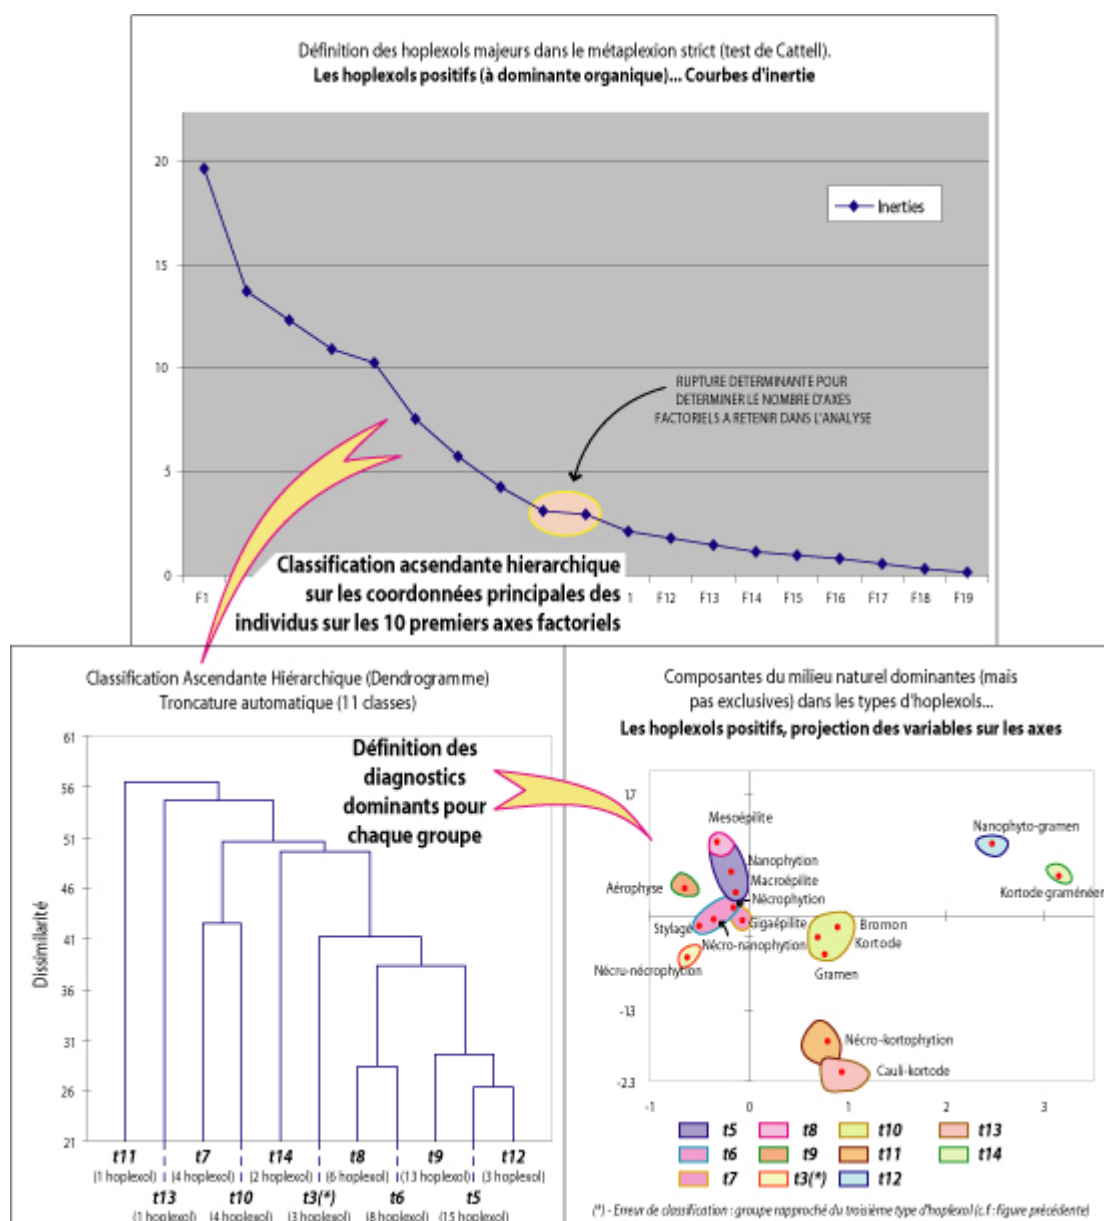 Définition des hoplexols majeurs dans le métaplexion strict (test de Cattell).
Les hoplexols positifs (à dominante organique)... Courbes d'inertie
20
15
10
5
0
Inerties
RUPTURE DETERMINANTE POUR
DETERMINER LE NOMBRE D'AXES
FACTORIELS A RETENIR DANS L'ANALYSE
F1
1
F12
F13
F14
F15
F16
F17
F18
F19
Classification acsendante hierarchique
sur les coordonnées principales des
individus sur les 10 premiers axes factoriels
Classification Ascendante Hiérarchique (Dendrogramme)
Troncature automatique (11 classes)
Définition des
diagnostics
dominants pour
chaque groupe
Dissimilarité
61
56
51
46
41
36
31
26
21
t11
(1 hoplexol)
t13
(1 hoplexol)
t7
(4 hoplexol)
t10
(4 hoplexol)
t14
(2 hoplexol)
t3(*)
(3 hoplexol)
t8
(6 hoplexol)
t6
(8 hoplexol)
t9
(13 hoplexol)
t5
(15 hoplexol)
t12
(3 hoplexol)
Composantes du milieu naturel dominantes (mais
pas exclusives) dans les types d'hoplexols...
Les hoplexols positifs, projection des variables sur les axes
1.7
-1.3
-2.3
-1
0
1
2
3
Mesoépilite
Nanophytion
Macroépilite
Nécrophytion
Aérophyse
Stylagé
Gigaépilite
Nécro-nanophytion
Nécru-nécrophytion
Nanophyto-gramen
Kortode graménéen
Bromon
Kortode
Gramen
Nécro-kortophytion
Cauli-kortode
t5
t8
t10
t13
t6
t9
t11
t14
t7
t3(*)
t12
(*) - Erreur de classification : groupe rapproché du troisième type d'hoplexol (c.f : figure précédente)